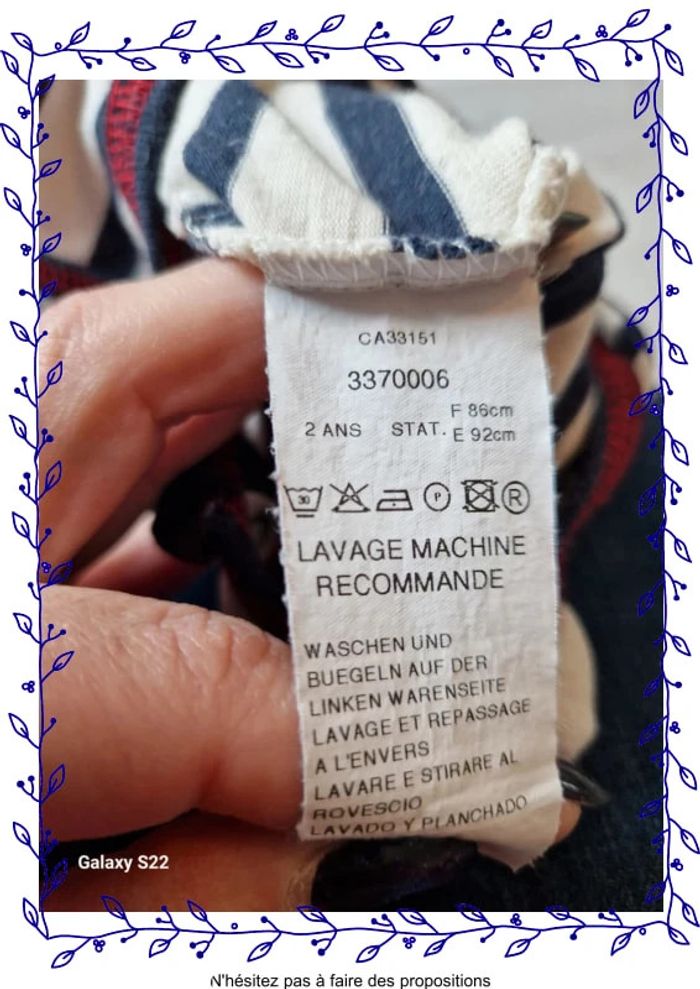 CA33151
3370006
2 ANS STAT. F 86cm
E 92cm
30 P R
LAVAGE MACHINE
RECOMMANDE
WASCHEN UND
BUEGELN AUF DER
LINKEN WARENSEITE
LAVAGE ET REPASSAGE
A L'ENVERS
LAVARE E STIRARE AL
ROVESCIO
LAVADO Y PLANCHADO
Galaxy S22
N'hésitez pas à faire des propositions